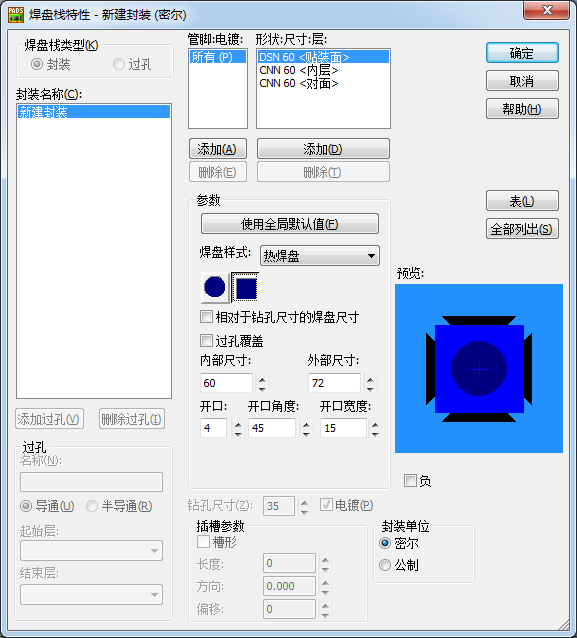 焊盘栈特性 - 新建封装 (密尔)
焊盘栈类型(K)
封装
过孔
封装名称(C):
新建封装
添加过孔(V)
删除过孔(I)
过孔
名称(N):
导通(U)
半导通(R)
起始层:
结束层:
管脚:电镀:
所有 (P)
添加(A)
删除(E)
形状:尺寸:层:
DSN 60 <贴装面>
CNN 60 <内层>
CNN 60 <对面>
添加(D)
删除(T)
参数
使用全局默认值(F)
焊盘样式:
热焊盘
相对于钻孔尺寸的焊盘尺寸
过孔覆盖
内部尺寸: 外部尺寸:
60 72
开口: 开口角度: 开口宽度:
4 45 15
钻孔尺寸(Z): 35 电镀(P)
插槽参数
槽形
长度: 0
方向: 0.000
偏移: 0
确定
取消
帮助(H)
表(L)
全部列出(S)
预览:
负
封装单位
密尔
公制